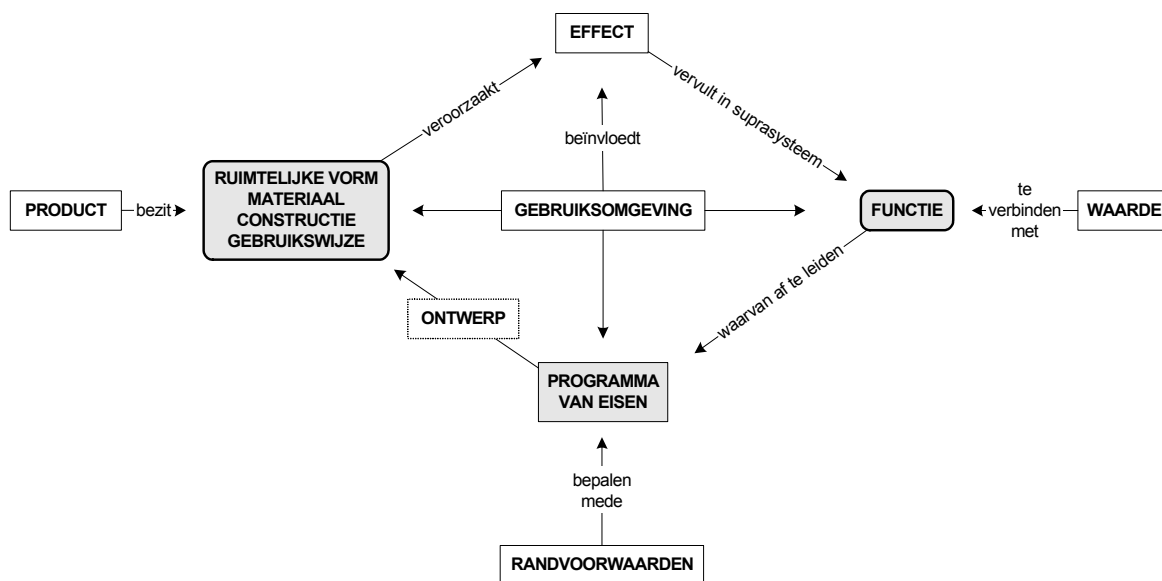 EFFECT
veroorzaakt
vervult in suprasysteem
beïnvloedt
RUIMTELIJKE VORM
MATERIAAL
CONSTRUCTIE
GEBRUIKSWIJZE
PRODUCT
bezit
GEBRUIKSOMGEVING
FUNCTIE
te
verbinden
met
WAARDE
waarvan af te leiden
ONTWERP
PROGRAMMA
VAN EISEN
bepalen
mede
RANDVOORWAARDEN